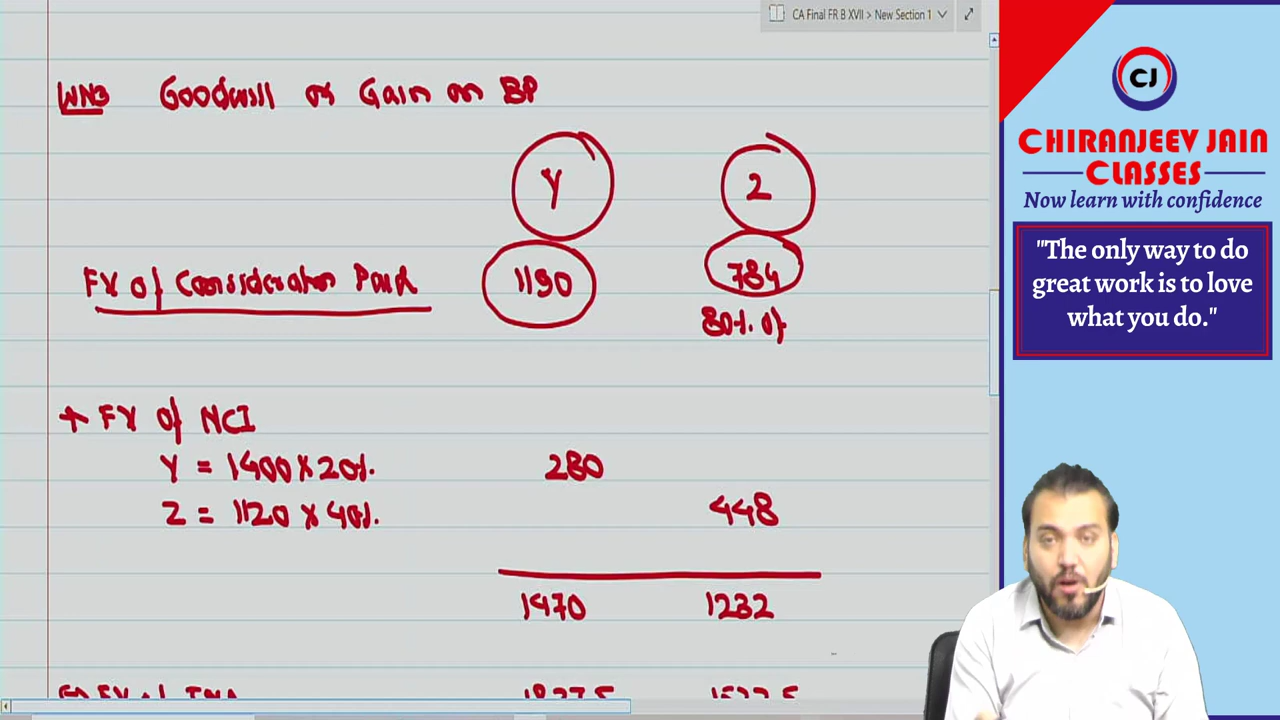 CA Final FR B XVII > New Section 1
WN3 Goodwill or Gain on BP
Y Z
FV of Consideration Paid 1190 784
80% of
+ FV of NCI
Y = 1400 x 20% 280
Z = 1120 x 40% 448
1470 1232
CJ
CHIRANJEEV JAIN
CLASSES
Now learn with confidence
"The only way to do
great work is to love
what you do."